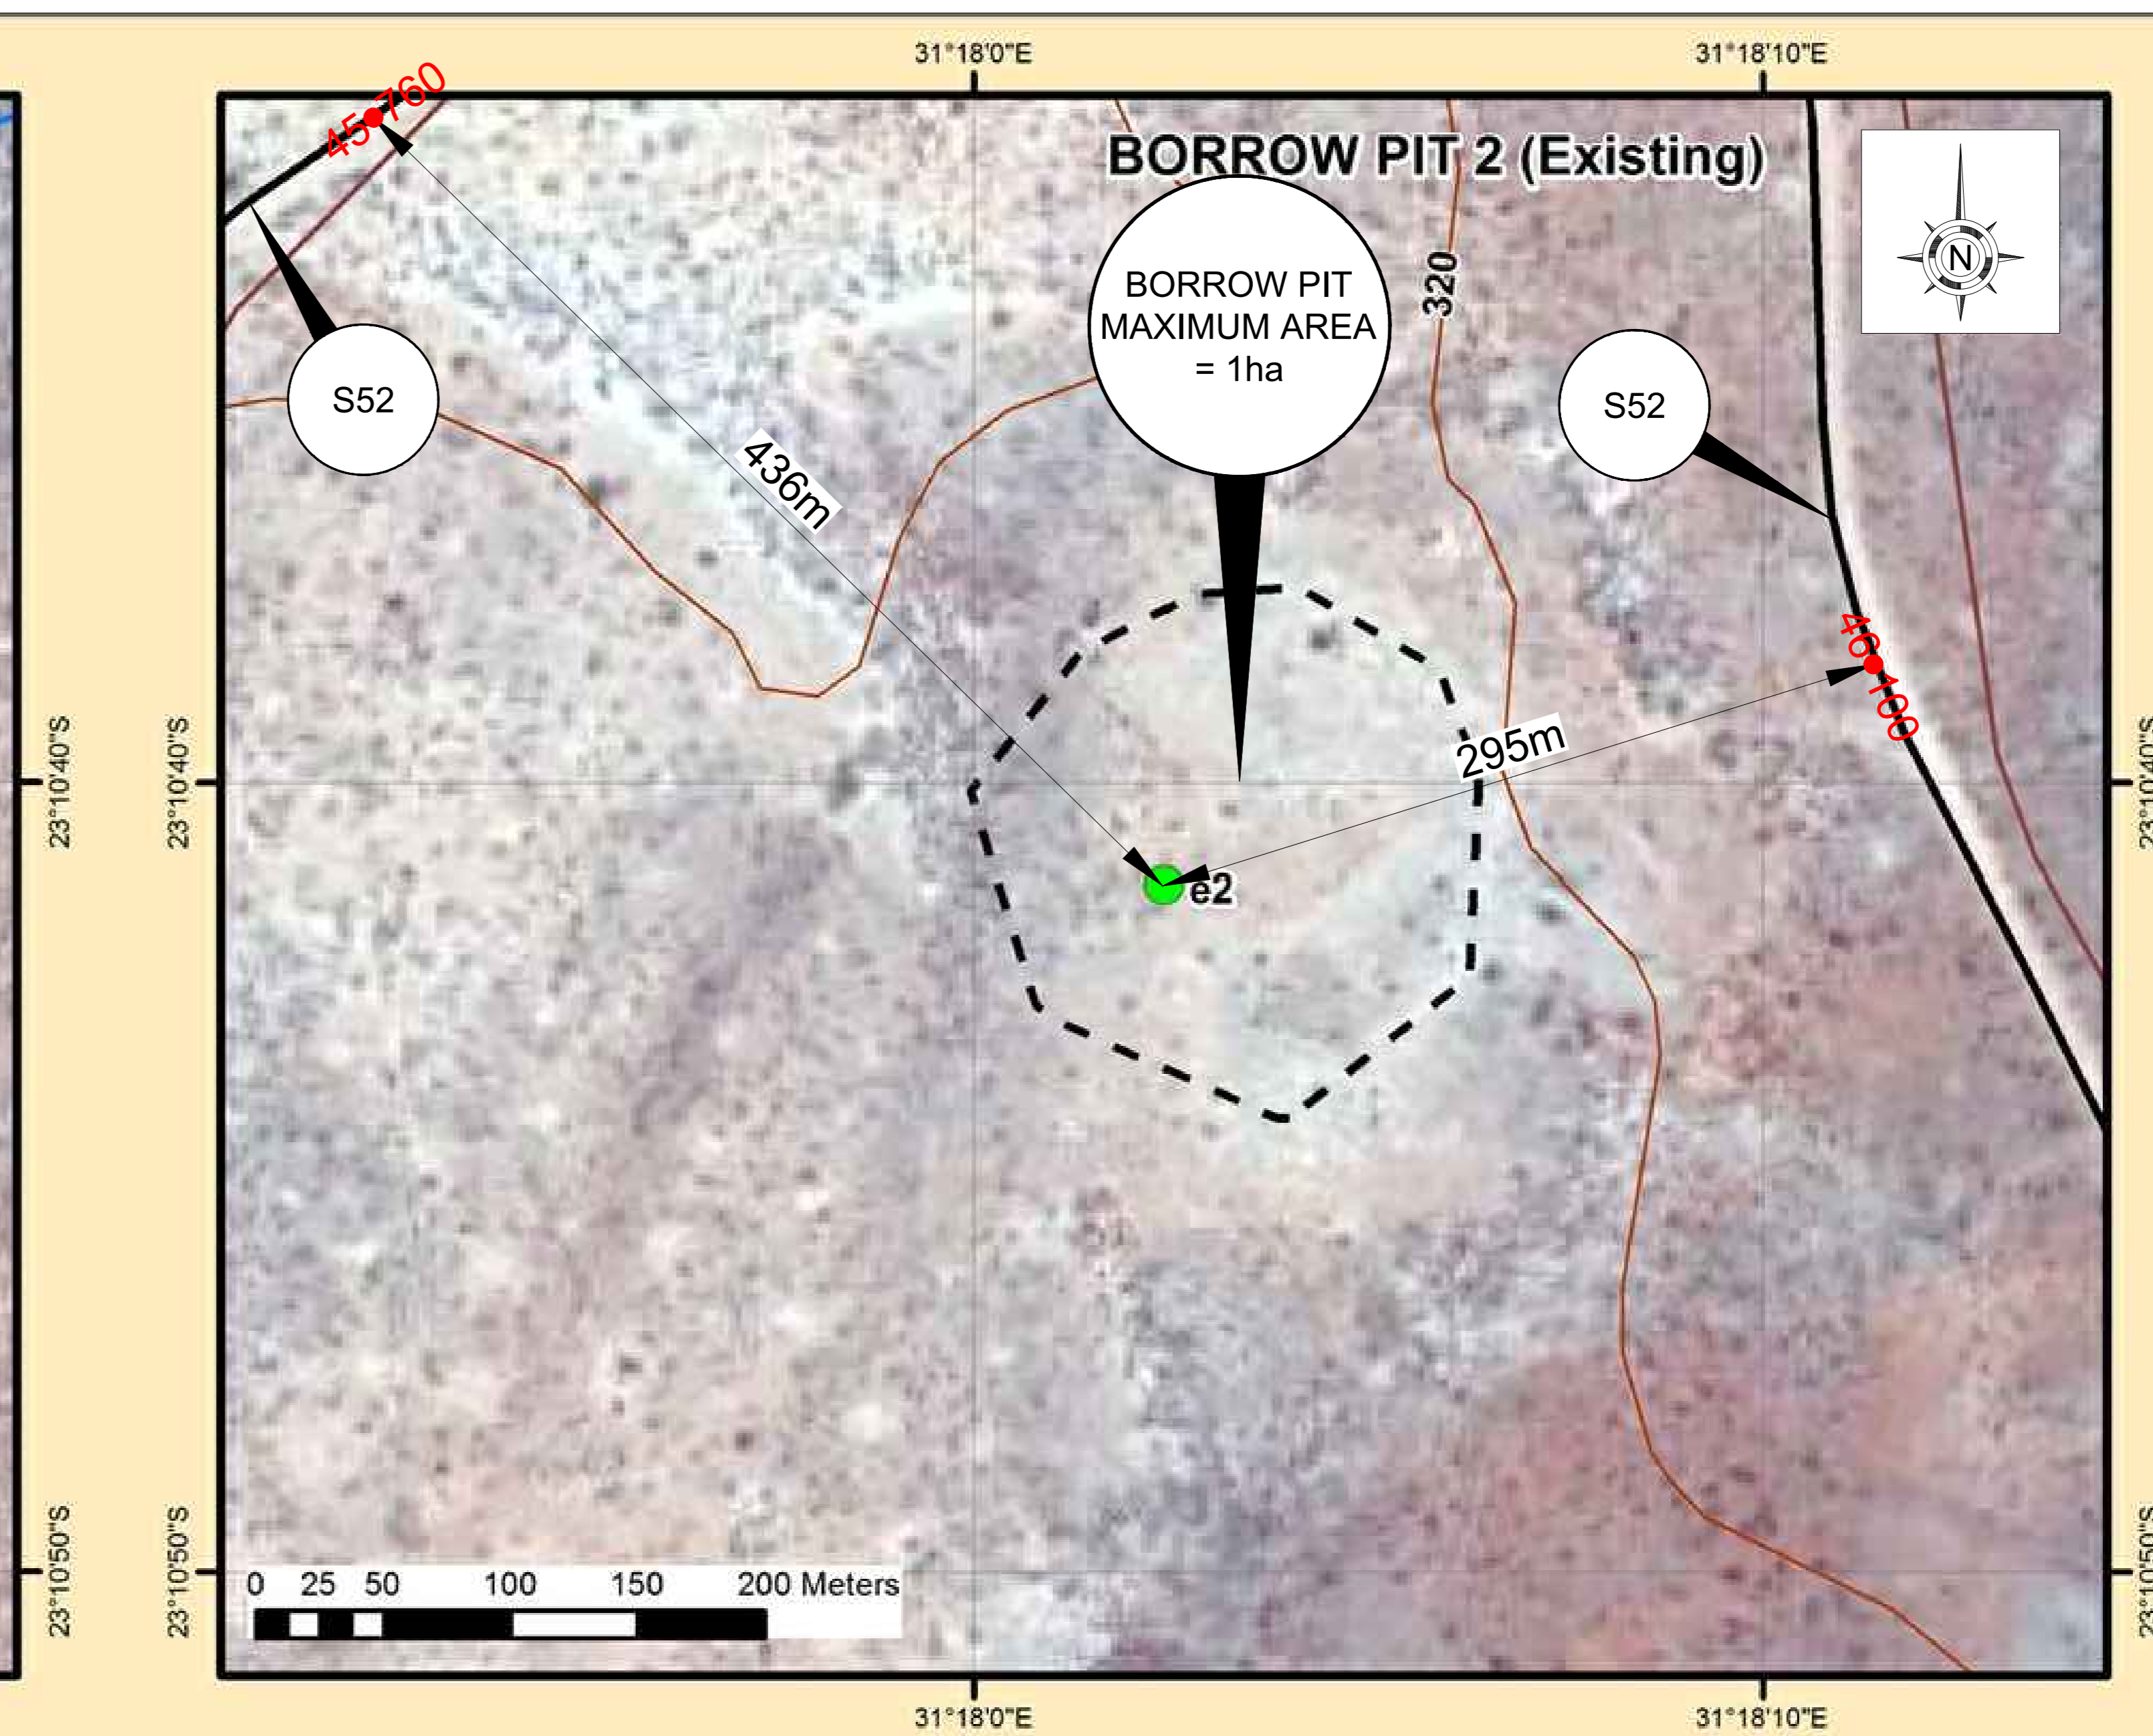 31°18'0"E
31°18'10"E
45 760
BORROW PIT 2 (Existing)
N
BORROW PIT
MAXIMUM AREA
= 1ha
320
S52
S52
436m
46 100
295m
23°10'40"S
23°10'40"S
23°10'40"S
e2
23°10'50"S
23°10'50"S
23°10'50"S
0 25 50 100 150 200 Meters
31°18'0"E
31°18'10"E